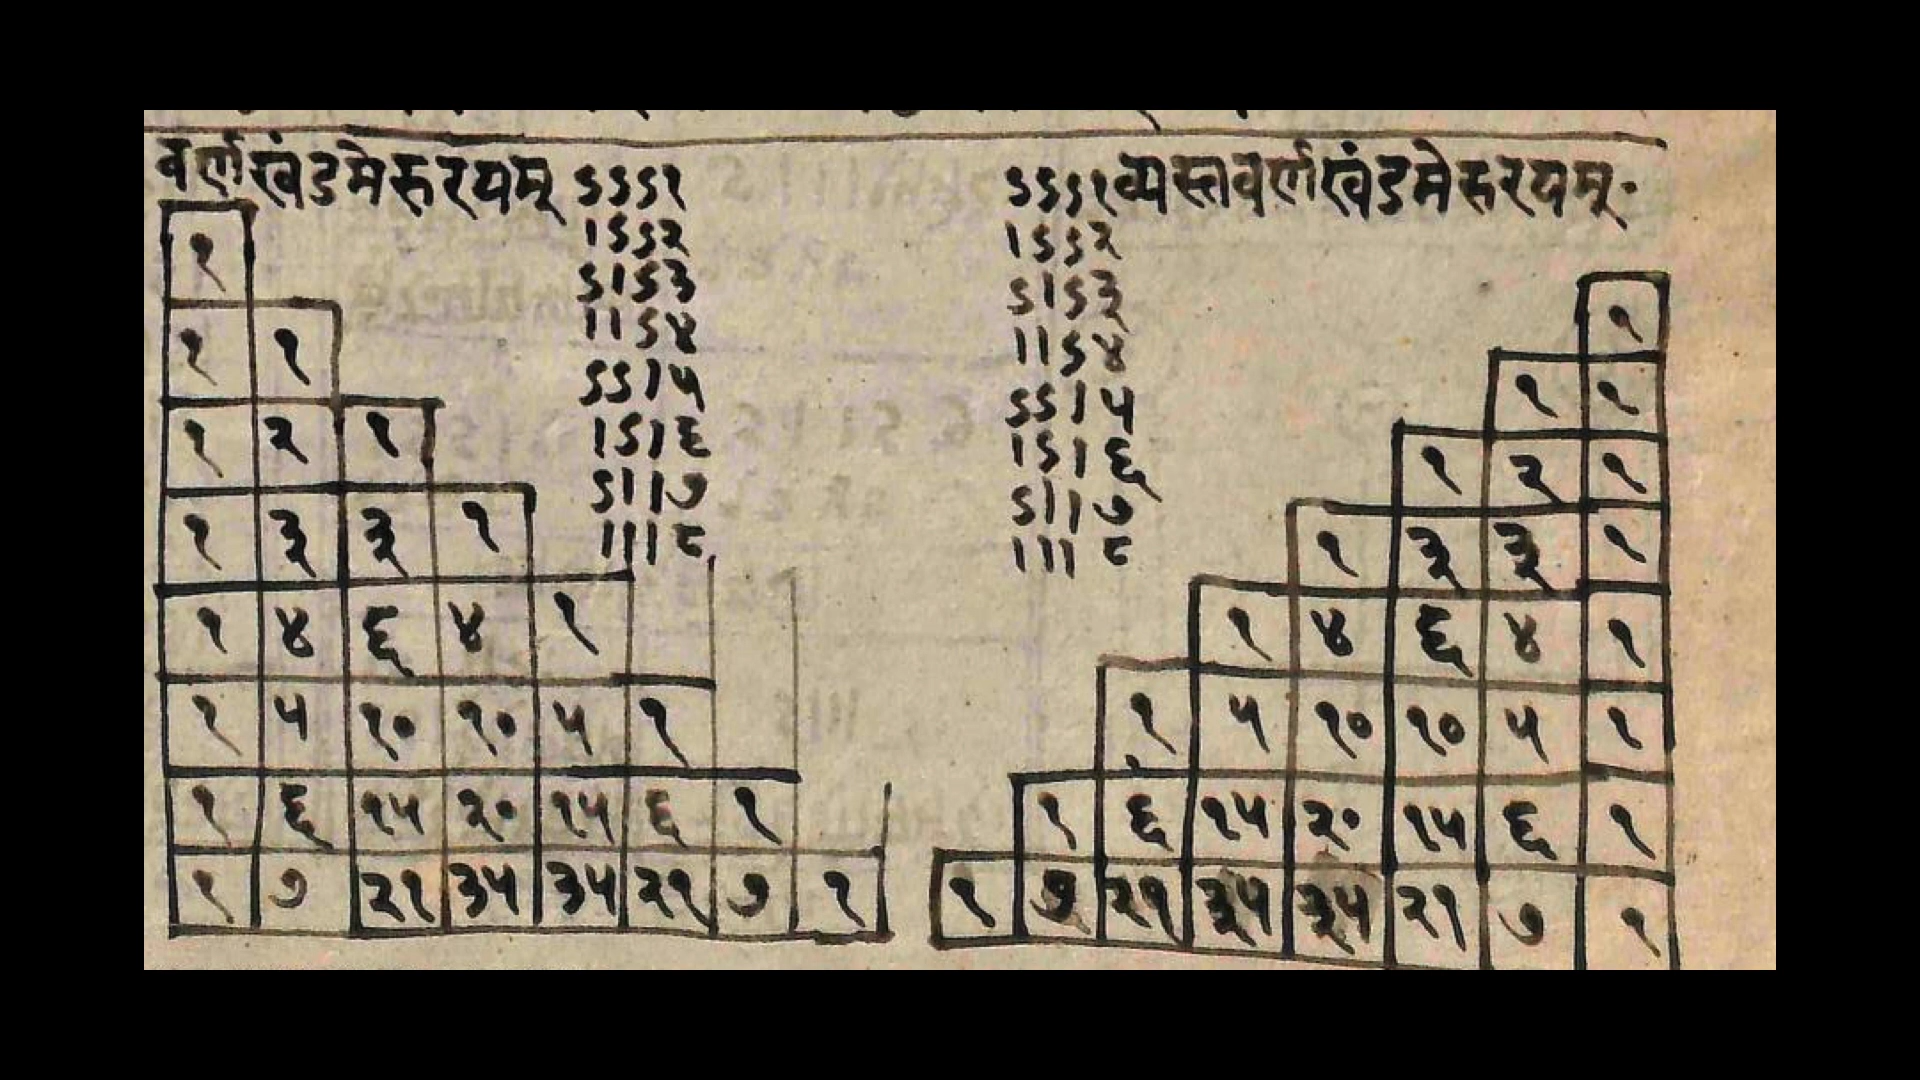 वर्णखंडमेरुरयम् ऽऽऽ१
।ऽऽ२
ऽ।ऽ३
।।ऽ४
ऽऽ।५
।ऽ।६
ऽ।।७
।।।८
१
१ १
१ २ १
१ ३ ३ १
१ ४ ६ ४ १
१ ५ १० १० ५ १
१ ६ १५ २० १५ ६ १
१ ७ २१ ३५ ३५ २१ ७ १
ऽऽऽ१ व्यस्तवर्णखंडमेरुरयम्·
।ऽऽ२
ऽ।ऽ३
।।ऽ४
ऽऽ।५
।ऽ।६
ऽ।।७
।।।८
१
१ १
१ २ १
१ ३ ३ १
१ ४ ६ ४ १
१ ५ १० १० ५ १
१ ६ १५ २० १५ ६ १
१ ७ २१ ३५ ३५ २१ ७ १